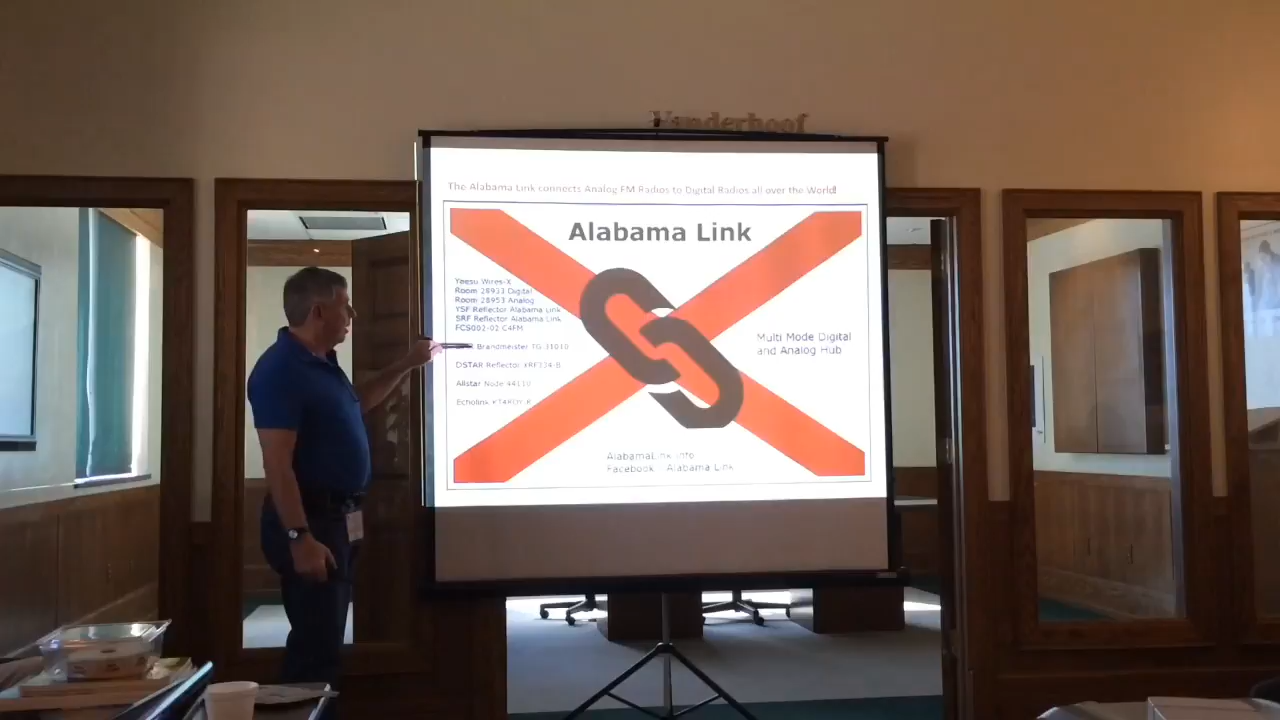 Vanderhoof
The Alabama Link connects Analog FM Radios to Digital Radios all over the World!
Alabama Link
Yaesu Wires-X
Room 28933 Digital
Room 28953 Analog
YSF Reflector Alabama Link
SRF Reflector Alabama Link
FCS002-02 C4FM
Brandmeister TG 31010
DSTAR Reflector XRF334-B
Allstar Node 44110
Echolink KT4ROY-R
Multi Mode Digital
and Analog Hub
AlabamaLink.info
Facebook - Alabama Link